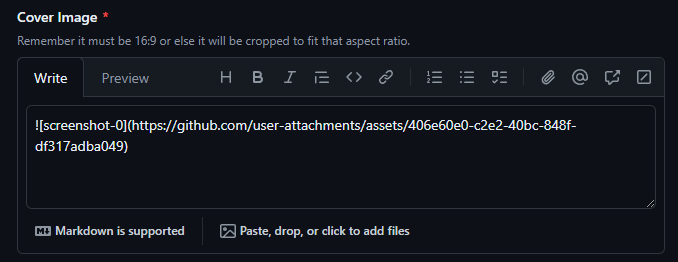 Cover Image *
Remember it must be 16:9 or else it will be cropped to fit that aspect ratio.
Write Preview H B I
![screenshot-0](https://github.com/user-attachments/assets/406e60e0-c2e2-40bc-848f-
df317adba049)
Markdown is supported Paste, drop, or click to add files